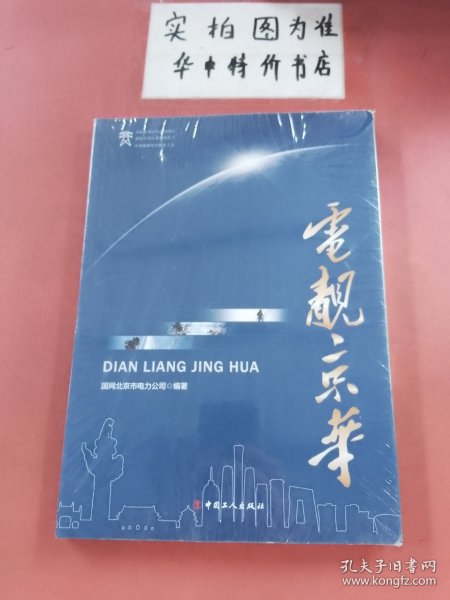 实拍图为准
华中特价书店
電靓京華
DIAN LIANG JING HUA
国网北京市电力公司◎编著
中国工人出版社
孔夫子旧书网
www.kongfz.com